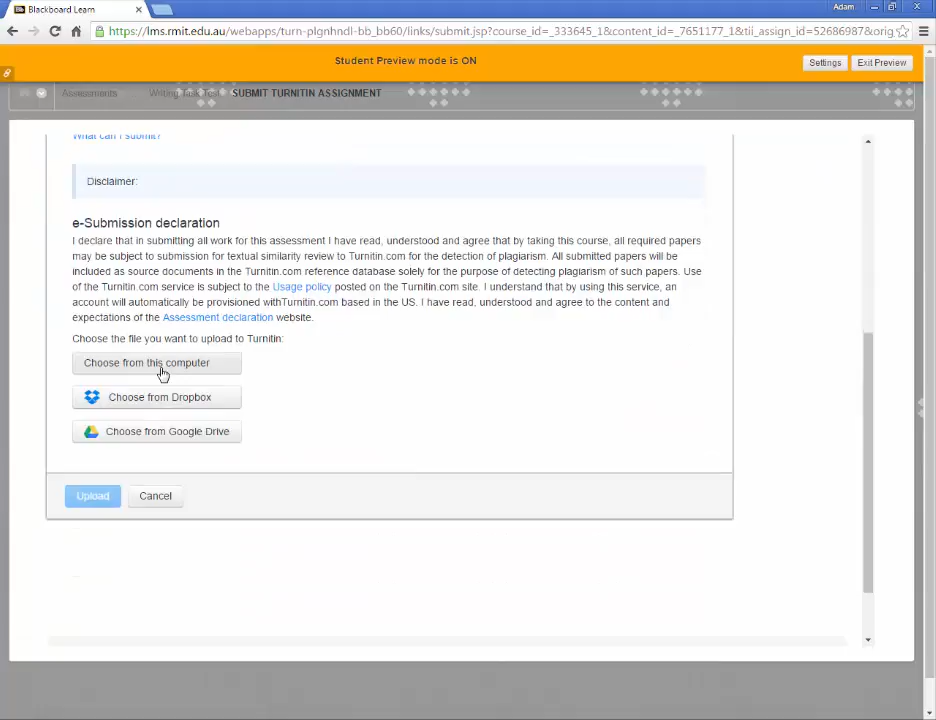 Blackboard Learn
Adam
https://lms.rmit.edu.au/webapps/turn-plgnhndl-bb_bb60/links/submit.jsp?course_id=_333645_1&content_id=_7651177_1&tii_assign_id=52686987&orig
Student Preview mode is ON
Settings
Exit Preview
Assessments
Writing Task Test
SUBMIT TURNITIN ASSIGNMENT
What can I submit?
Disclaimer:
e-Submission declaration
I declare that in submitting all work for this assessment I have read, understood and agree that by taking this course, all required papers
may be subject to submission for textual similarity review to Turnitin.com for the detection of plagiarism. All submitted papers will be
included as source documents in the Turnitin.com reference database solely for the purpose of detecting plagiarism of such papers. Use
of the Turnitin.com service is subject to the Usage policy posted on the Turnitin.com site. I understand that by using this service, an
account will automatically be provisioned withTurnitin.com based in the US. I have read, understood and agree to the content and
expectations of the Assessment declaration website.
Choose the file you want to upload to Turnitin:
Choose from this computer
Choose from Dropbox
Choose from Google Drive
Upload
Cancel